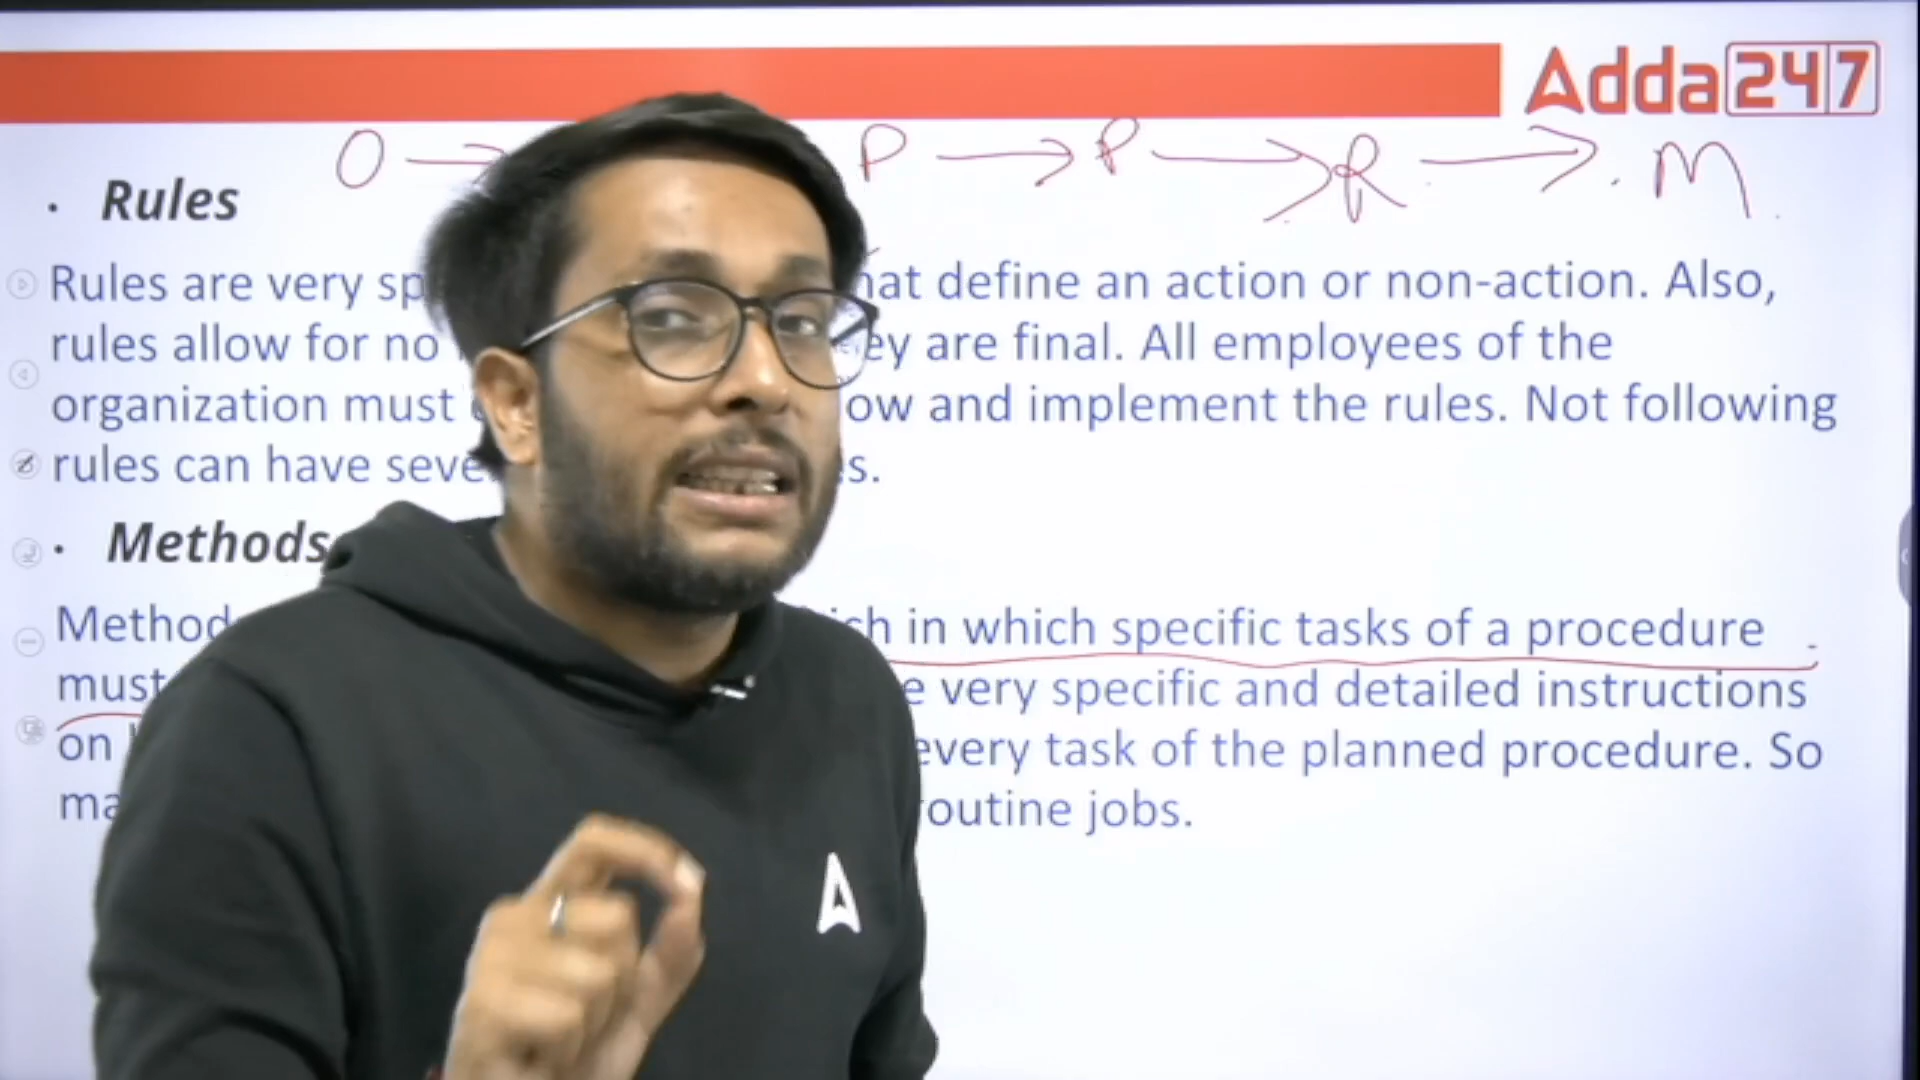 Adda247
O → P → P → R → M
• Rules
Rules are very hat define an action or non-action. Also,
rules allow for no ey are final. All employees of the
organization must ow and implement the rules. Not following
rules can have seve s.
• Methods
Method ch in which specific tasks of a procedure
must e very specific and detailed instructions
on every task of the planned procedure. So
ma routine jobs.